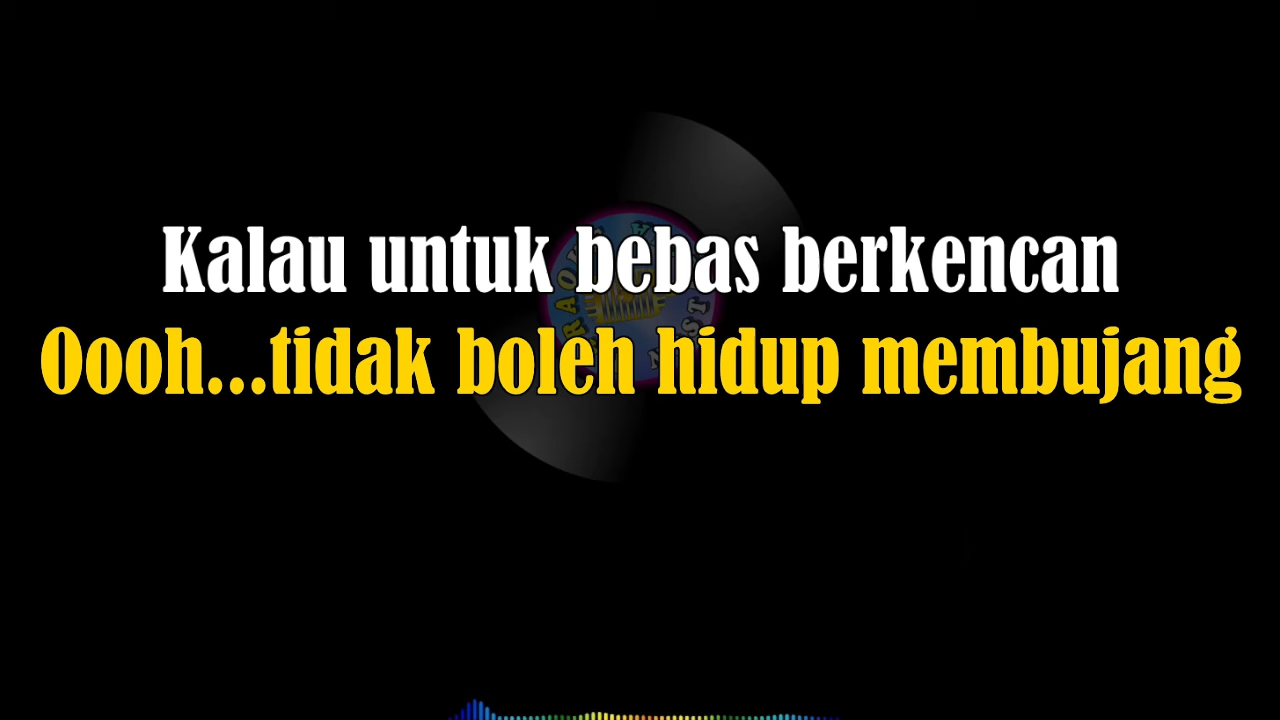 Kalau untuk bebas berkencan
Oooh...tidak boleh hidup membujang